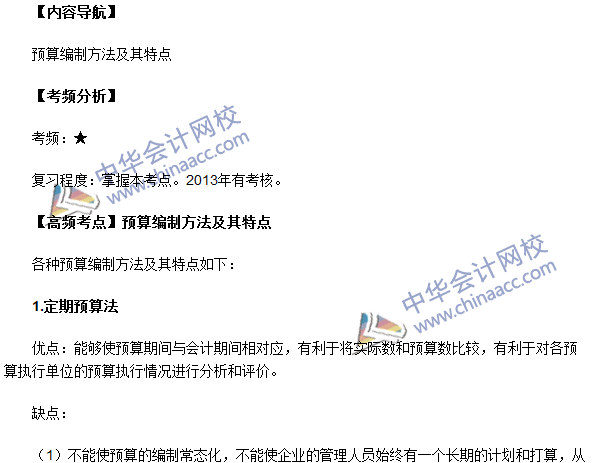 【内容导航】
预算编制方法及其特点
【考频分析】
考频：★
复习程度：掌握本考点。2013年有考核。
【高频考点】预算编制方法及其特点
各种预算编制方法及其特点如下：
1.定期预算法
优点：能够使预算期间与会计期间相对应，有利于将实际数和预算数比较，有利于对各预
算执行单位的预算执行情况进行分析和评价。
缺点：
（1）不能使预算的编制常态化，不能使企业的管理人员始终有一个长期的计划和打算，从
中华会计网校
www.chinaacc.com
中华会计网校
www.chinaacc.com